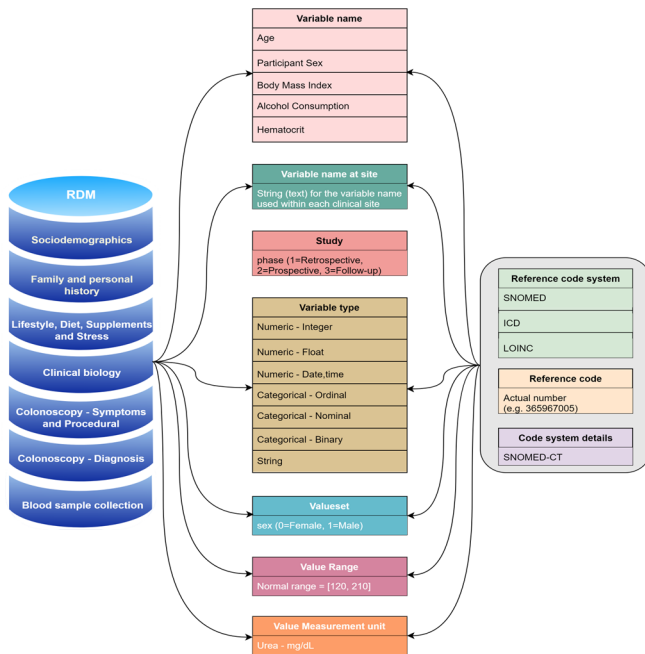 RDM
Sociodemographics
Family and personal
history
Lifestyle, Diet, Supplements
and Stress
Clinical biology
Colonoscopy - Symptoms
and Procedural
Colonoscopy - Diagnosis
Blood sample collection
Variable name
Age
Participant Sex
Body Mass Index
Alcohol Consumption
Hematocrit
Variable name at site
String (text) for the variable name
used within each clinical site
Study
phase (1=Retrospective,
2=Prospective, 3=Follow-up)
Variable type
Numeric - Integer
Numeric - Float
Numeric - Date,time
Categorical - Ordinal
Categorical - Nominal
Categorical - Binary
String
Valueset
sex (0=Female, 1=Male)
Value Range
Normal range = [120, 210]
Value Measurement unit
Urea - mg/dL
Reference code system
SNOMED
ICD
LOINC
Reference code
Actual number
(e.g. 365967005)
Code system details
SNOMED-CT